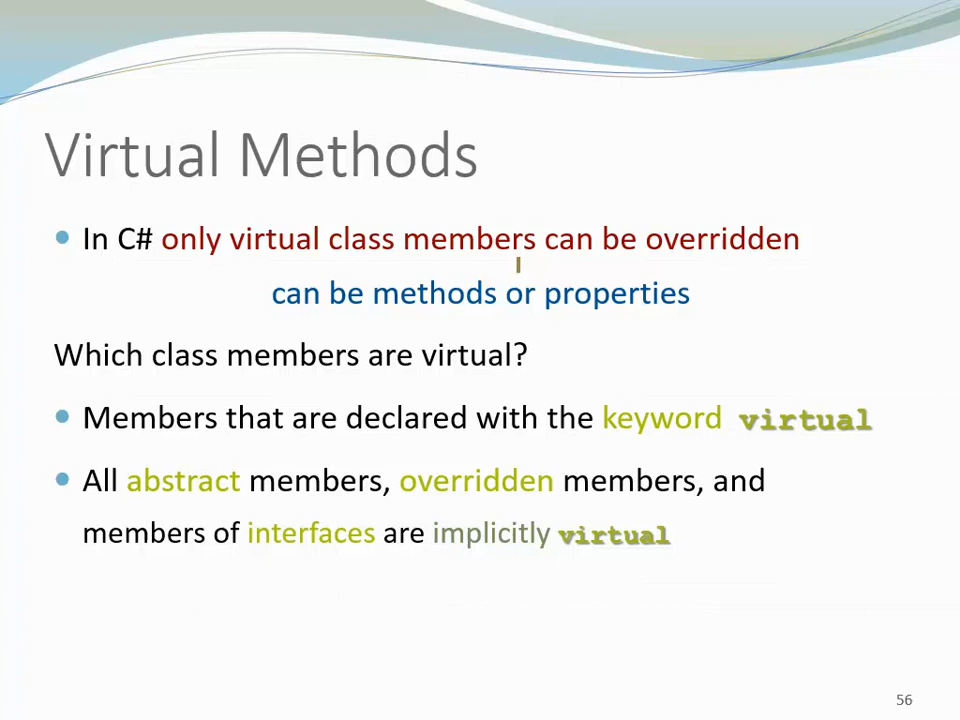 Virtual Methods
In C# only virtual class members can be overridden
can be methods or properties
Which class members are virtual?
Members that are declared with the keyword virtual
All abstract members, overridden members, and
members of interfaces are implicitly virtual
56